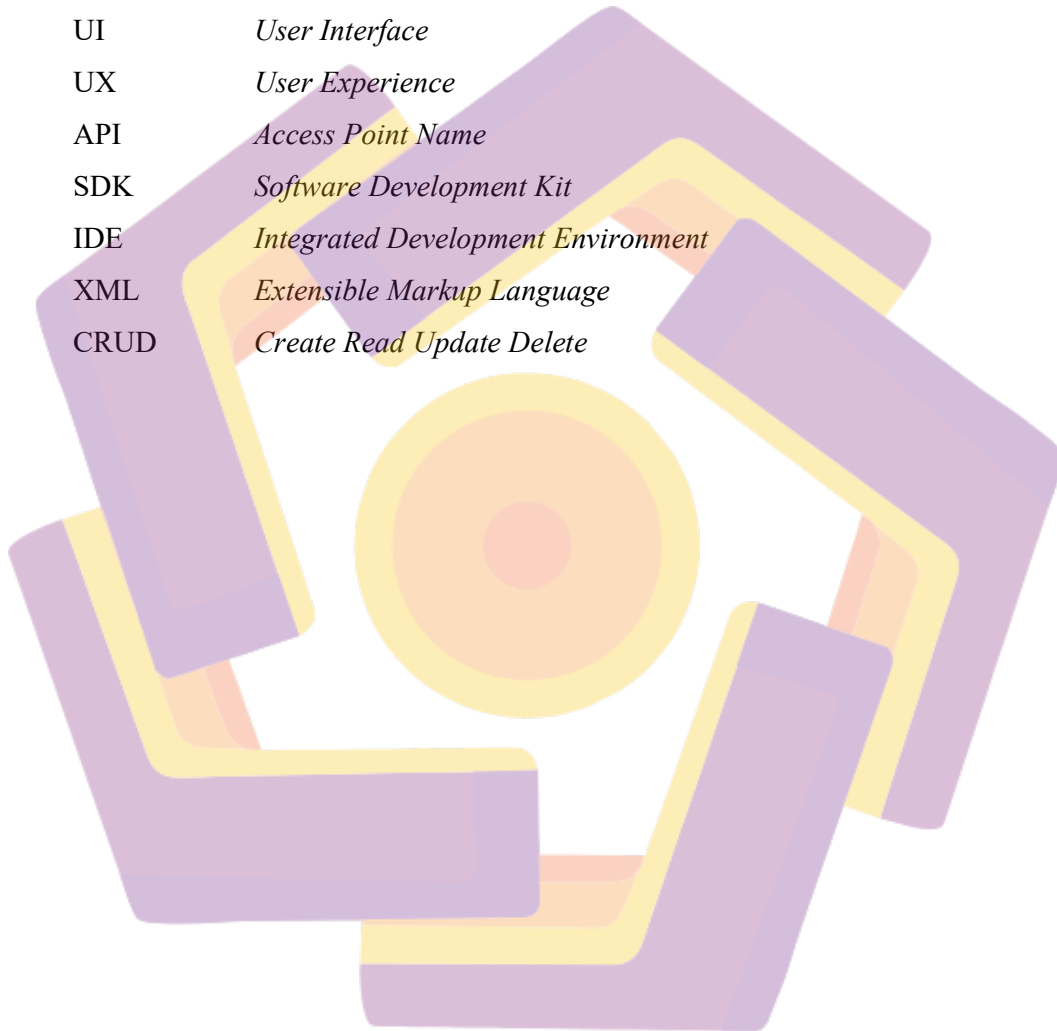 UI User Interface
UX User Experience
API Access Point Name
SDK Software Development Kit
IDE Integrated Development Environment
XML Extensible Markup Language
CRUD Create Read Update Delete